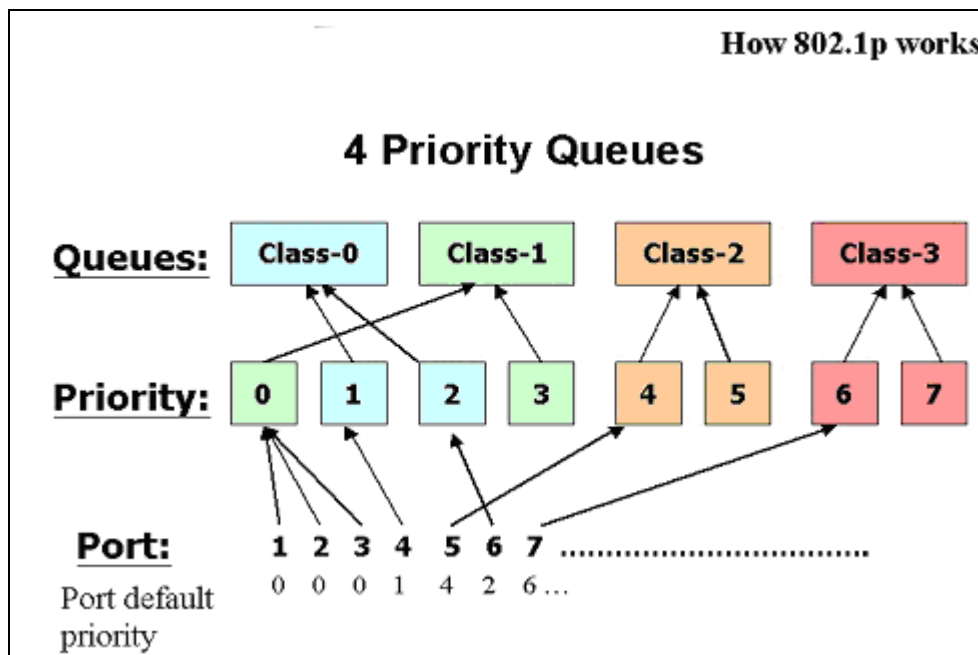 How 802.1p works
4 Priority Queues
Queues: Class-0 Class-1 Class-2 Class-3
Priority: 0 1 2 3 4 5 6 7
Port: 1 2 3 4 5 6 7 ................................
Port default 0 0 0 1 4 2 6 ...
priority